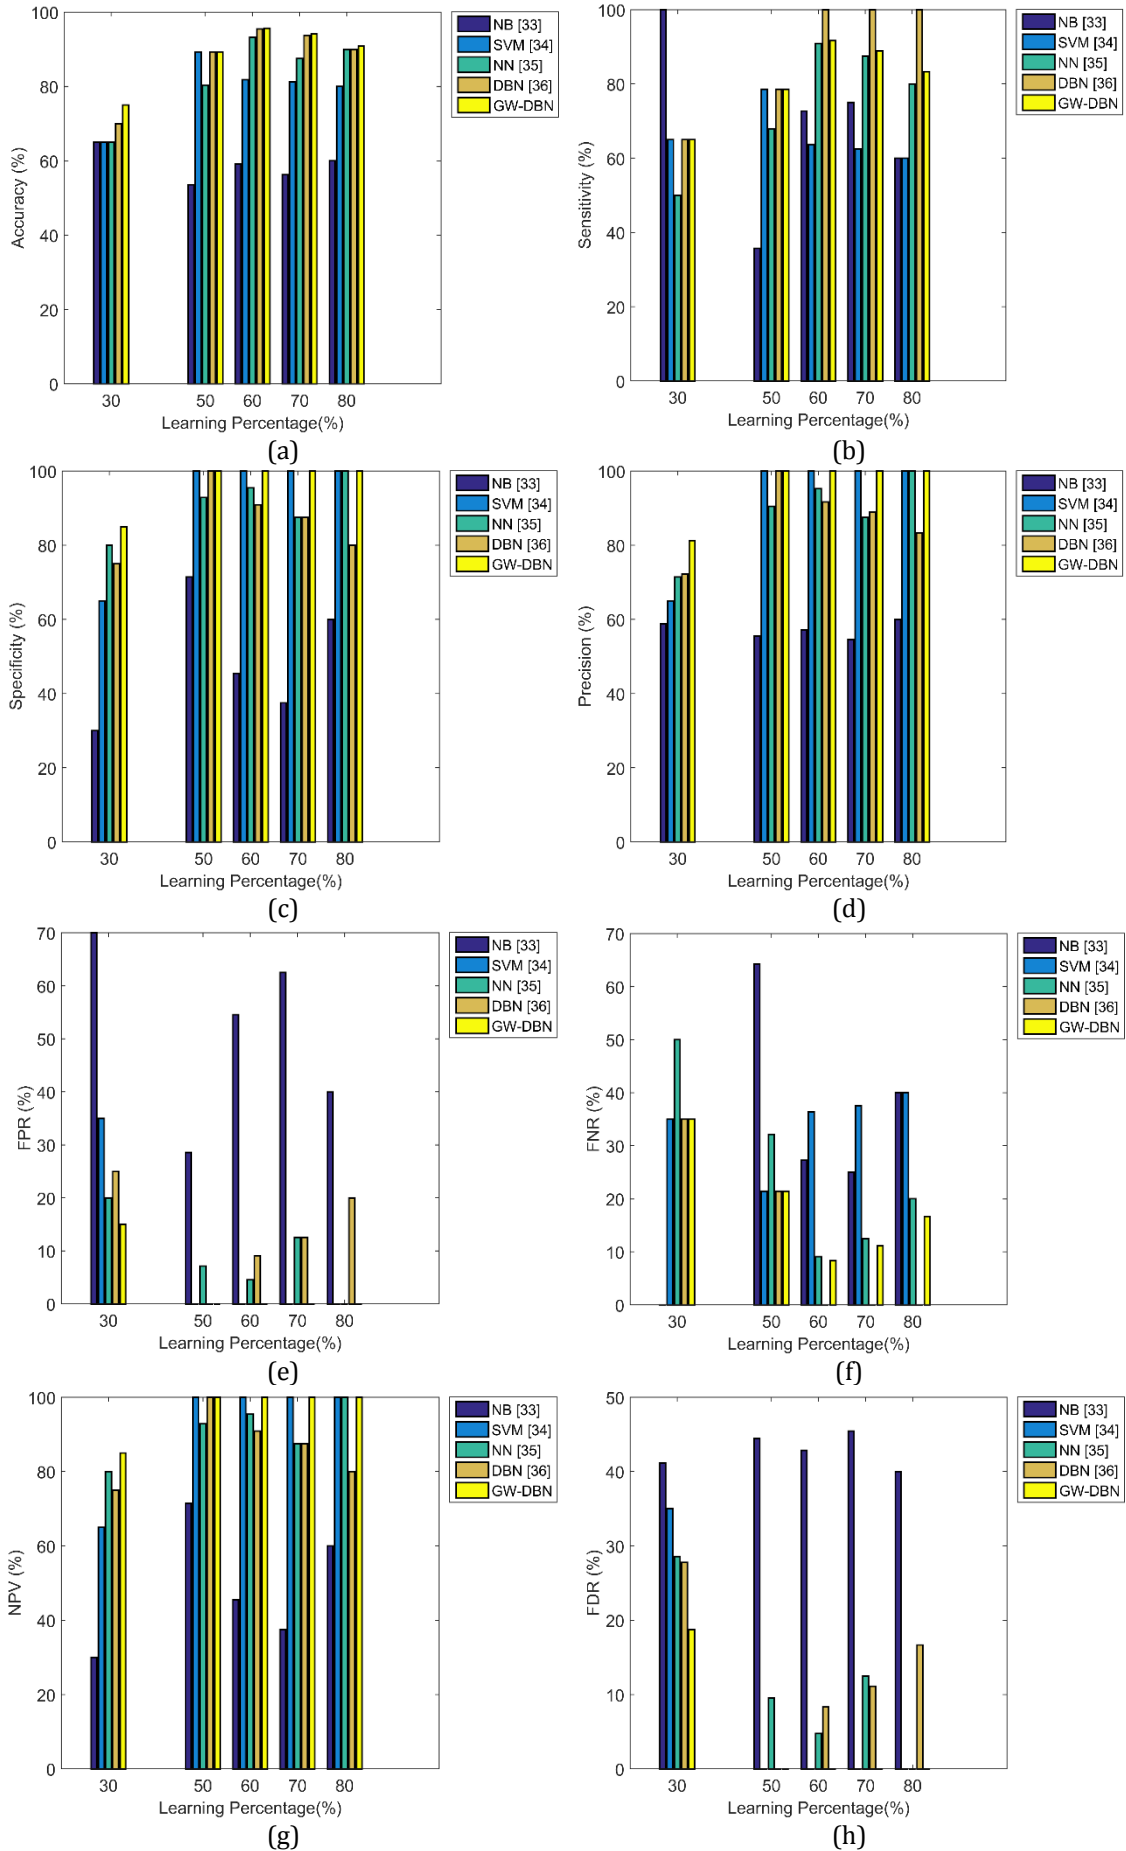 100
80
60
40
20
0
Accuracy (%)
30 50 60 70 80
Learning Percentage(%)
NB [33]
SVM [34]
NN [35]
DBN [36]
GW-DBN
(a)
100
80
60
40
20
0
Sensitivity (%)
30 50 60 70 80
Learning Percentage(%)
NB [33]
SVM [34]
NN [35]
DBN [36]
GW-DBN
(b)
100
80
60
40
20
0
Specificity (%)
30 50 60 70 80
Learning Percentage(%)
NB [33]
SVM [34]
NN [35]
DBN [36]
GW-DBN
(c)
100
80
60
40
20
0
Precision (%)
30 50 60 70 80
Learning Percentage(%)
NB [33]
SVM [34]
NN [35]
DBN [36]
GW-DBN
(d)
70
60
50
40
30
20
10
0
FPR (%)
30 50 60 70 80
Learning Percentage(%)
NB [33]
SVM [34]
NN [35]
DBN [36]
GW-DBN
(e)
70
60
50
40
30
20
10
0
FNR (%)
30 50 60 70 80
Learning Percentage(%)
NB [33]
SVM [34]
NN [35]
DBN [36]
GW-DBN
(f)
100
80
60
40
20
0
NPV (%)
30 50 60 70 80
Learning Percentage(%)
NB [33]
SVM [34]
NN [35]
DBN [36]
GW-DBN
(g)
50
40
30
20
10
0
FDR (%)
30 50 60 70 80
Learning Percentage(%)
NB [33]
SVM [34]
NN [35]
DBN [36]
GW-DBN
(h)